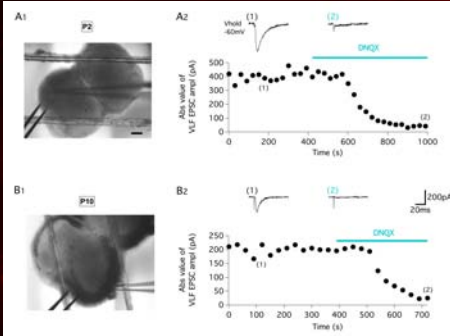 A1
P2
A2
(1)
(2)
Vhold
-60mV
DNQX
Abs value of
VLF EPSC ampl (pA)
500
400
300
200
100
0
(1)
(2)
0 200 400 600 800 1000
Time (s)
B1
P10
B2
(1)
(2)
200pA
20ms
DNQX
Abs value of
VLF EPSC ampl (pA)
250
200
150
100
50
0
(1)
(2)
0 100 200 300 400 500 600 700
Time (s)